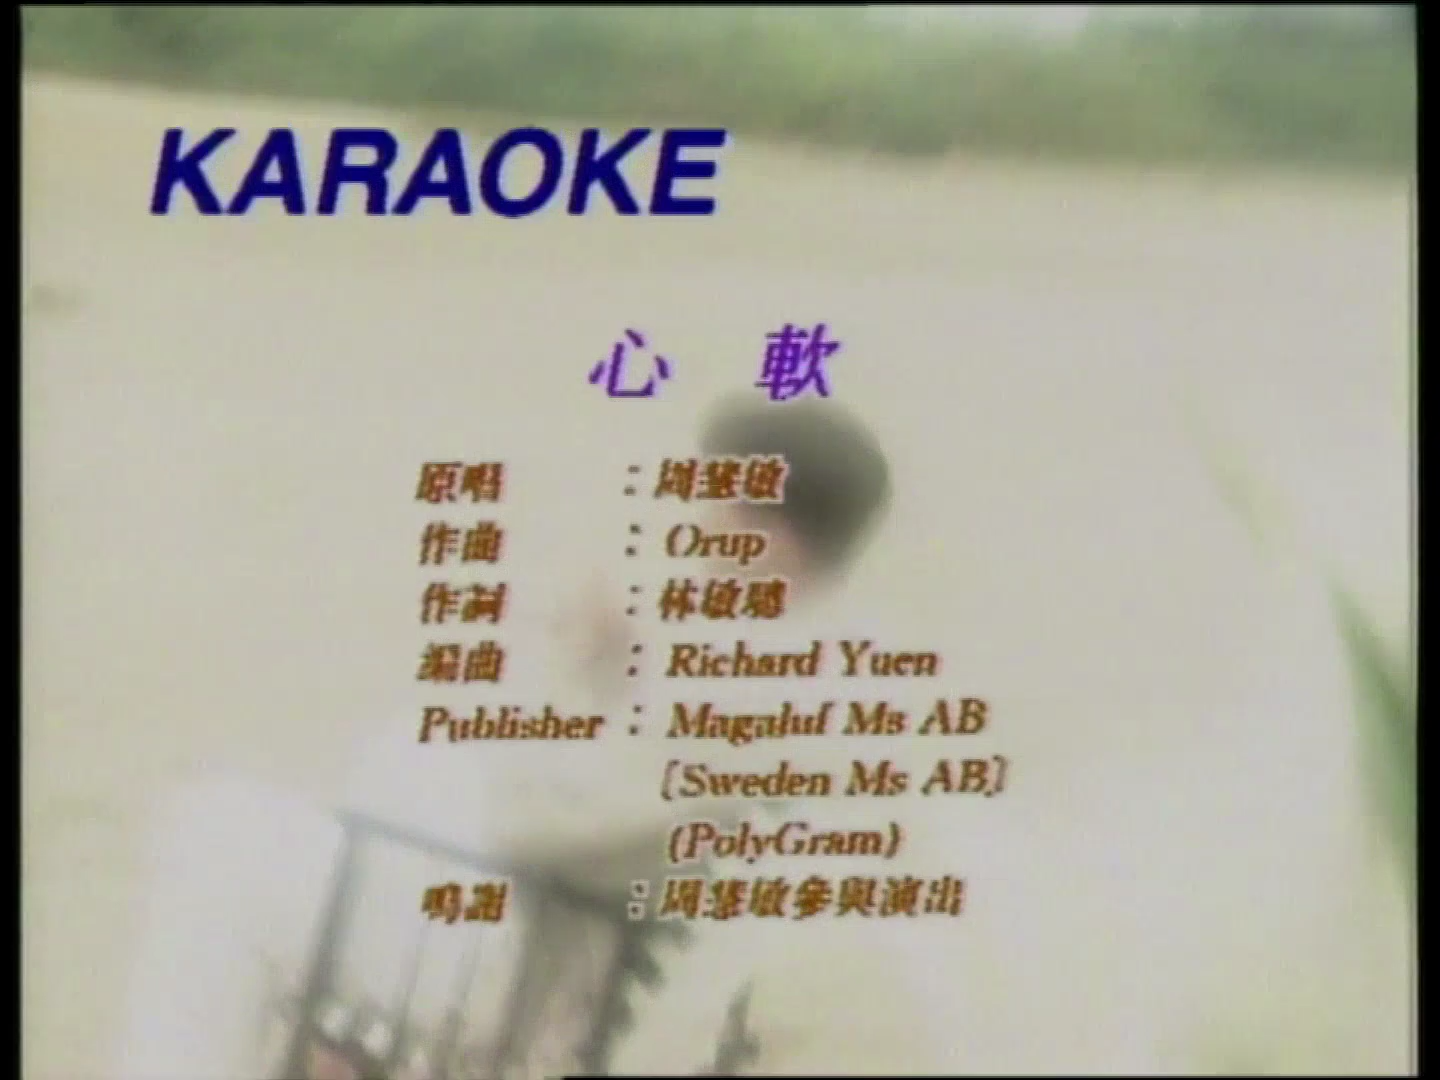 KARAOKE
心 軟
原唱 : 周慧敏
作曲 : Orup
作詞 : 林敏驄
編曲 : Richard Yuen
Publisher : Magaluf Ms AB
[Sweden Ms AB]
(PolyGram)
鳴謝 : 周慧敏參與演出